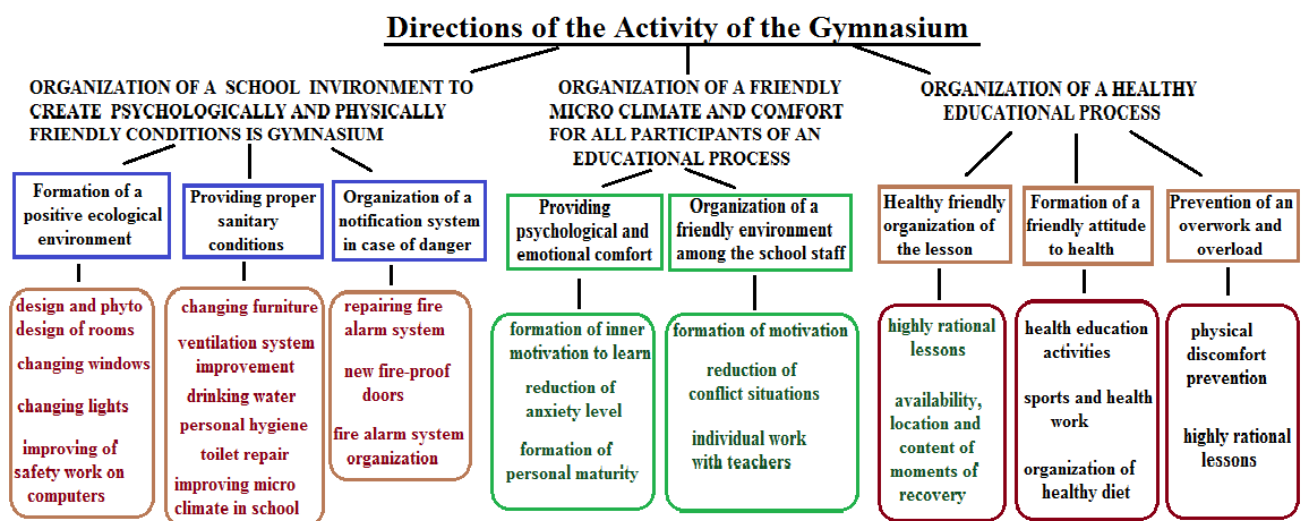 Directions of the Activity of the Gymnasium
ORGANIZATION OF A SCHOOL INVIRONMENT TO
CREATE PSYCHOLOGICALLY AND PHYSICALLY
FRIENDLY CONDITIONS IS GYMNASIUM
ORGANIZATION OF A FRIENDLY
MICRO CLIMATE AND COMFORT
FOR ALL PARTICIPANTS OF AN
EDUCATIONAL PROCESS
ORGANIZATION OF A HEALTHY
EDUCATIONAL PROCESS
Formation of a
positive ecological
environment
Providing proper
sanitary
conditions
Organization of a
notification system
in case of danger
Providing
psychological and
emotional comfort
Organization of a
friendly environment
among the school staff
Healthy friendly
organization of
the lesson
Formation of a
friendly attitude
to health
Prevention of an
overwork and
overload
design and phyto
design of rooms
changing windows
changing lights
improving of
safety work on
computers
changing furniture
ventilation system
improvement
drinking water
personal hygiene
toilet repair
improving micro
climate in school
repairing fire
alarm system
new fire-proof
doors
fire alarm system
organization
formation of inner
motivation to learn
reduction of
anxiety level
formation of
personal maturity
formation of motivation
reduction of
conflict situations
individual work
with teachers
highly rational
lessons
availability,
location and
content of
moments of
recovery
health education
activities
sports and health
work
organization of
healthy diet
physical
discomfort
prevention
highly rational
lessons